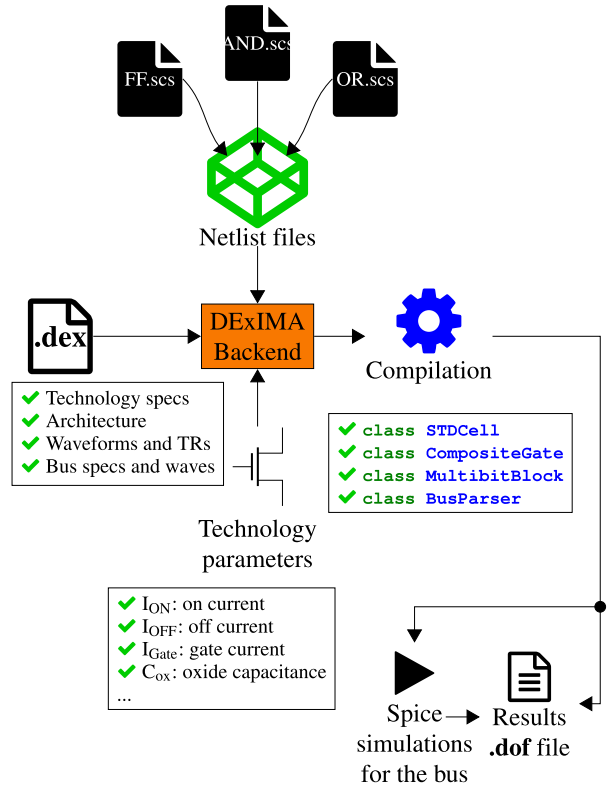 AND.scs
FF.scs
OR.scs
Netlist files
.dex
DExIMA
Backend
Compilation
Technology specs
Architecture
Waveforms and TRs
Bus specs and waves
class STDCell
class CompositeGate
class MultibitBlock
class BusParser
Technology
parameters
I_ON: on current
I_OFF: off current
I_Gate: gate current
C_ox: oxide capacitance
...
Spice
simulations
for the bus
Results
.dof file